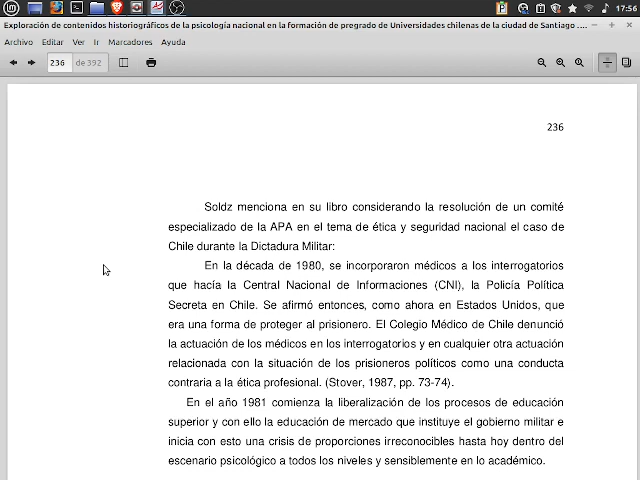 Exploración de contenidos historiográficos de la psicología nacional en la formación de pregrado de Universidades chilenas de la ciudad de Santiago ....
17:56
Archivo Editar Ver Ir Marcadores Ayuda
236 de 392
236
Soldz menciona en su libro considerando la resolución de un comité
especializado de la APA en el tema de ética y seguridad nacional el caso de
Chile durante la Dictadura Militar:
En la década de 1980, se incorporaron médicos a los interrogatorios
que hacía la Central Nacional de Informaciones (CNI), la Policía Política
Secreta en Chile. Se afirmó entonces, como ahora en Estados Unidos, que
era una forma de proteger al prisionero. El Colegio Médico de Chile denunció
la actuación de los médicos en los interrogatorios y en cualquier otra actuación
relacionada con la situación de los prisioneros políticos como una conducta
contraria a la ética profesional. (Stover, 1987, pp. 73-74).
En el año 1981 comienza la liberalización de los procesos de educación
superior y con ello la educación de mercado que instituye el gobierno militar e
inicia con esto una crisis de proporciones irreconocibles hasta hoy dentro del
escenario psicológico a todos los niveles y sensiblemente en lo académico.